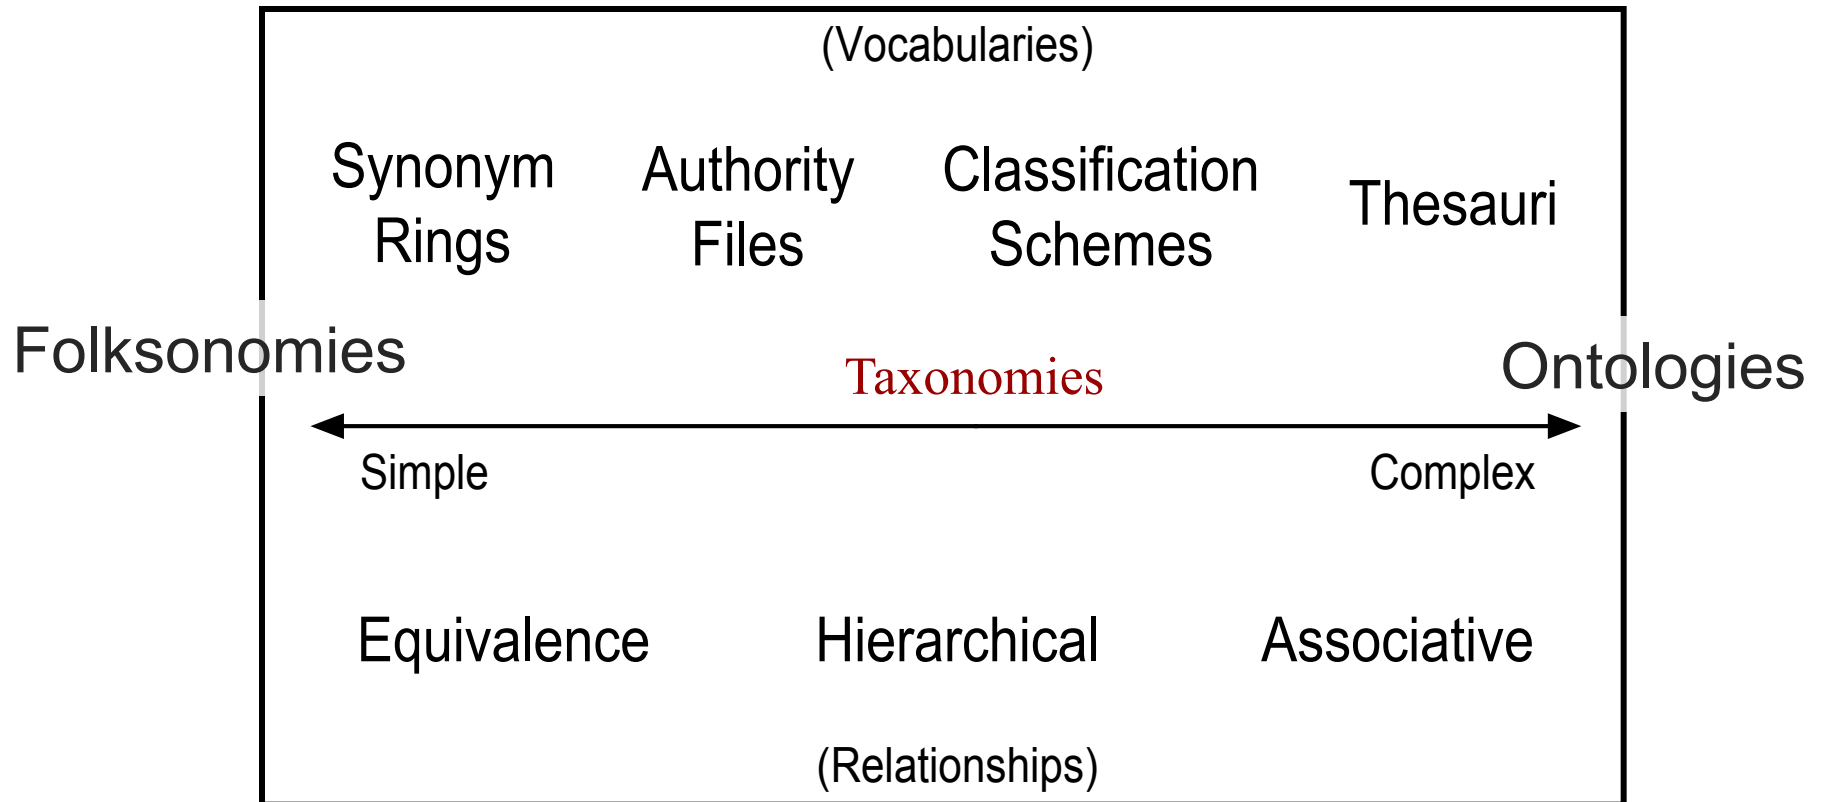 (Vocabularies)
Synonym
Rings
Authority
Files
Classification
Schemes
Thesauri
Folksonomies
Taxonomies
Ontologies
Simple
Complex
Equivalence
Hierarchical
Associative
(Relationships)